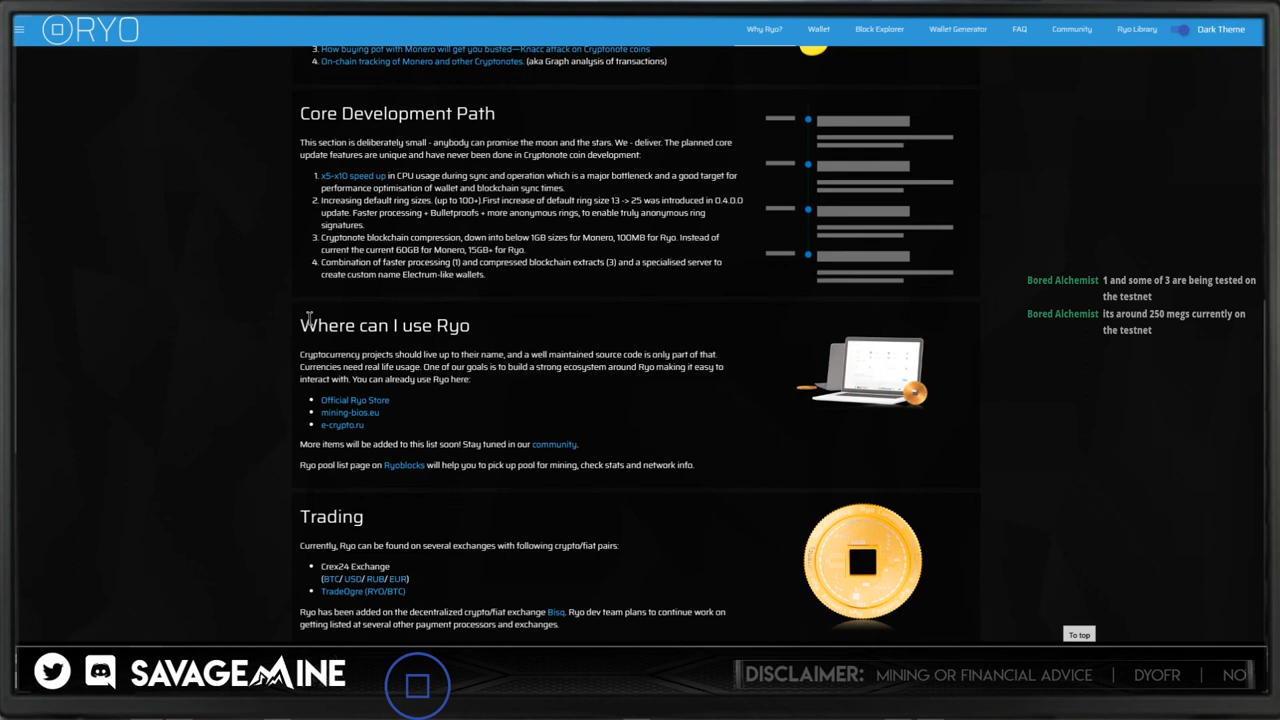 RYO
Why Ryo?
Wallet
Block Explorer
Wallet Generator
FAQ
Community
Ryo Library
Dark Theme
3. How buying pot with Monero will get you busted—Knacc attack on Cryptonote coins
4. On-chain tracking of Monero and other Cryptonotes. (aka Graph analysis of transactions)
Core Development Path
This section is deliberately small - anybody can promise the moon and the stars. We - deliver. The planned core
update features are unique and have never been done in Cryptonote coin development:
1. x5-x10 speed up in CPU usage during sync and operation which is a major bottleneck and a good target for
performance optimisation of wallet and blockchain sync times.
2. Increasing default ring sizes. (up to 100+).First increase of default ring size 13 -> 25 was introduced in 0.4.0.0
update. Faster processing + Bulletproofs + more anonymous rings, to enable truly anonymous ring
signatures.
3. Cryptonote blockchain compression, down into below 1GB sizes for Monero, 100MB for Ryo. Instead of
current the current 60GB for Monero, 15GB+ for Ryo.
4. Combination of faster processing (1) and compressed blockchain extracts (3) and a specialised server to
create custom name Electrum-like wallets.
Bored Alchemist 1 and some of 3 are being tested on
the testnet
Bored Alchemist its around 250 megs currently on
the testnet
Where can I use Ryo
Cryptocurrency projects should live up to their name, and a well maintained source code is only part of that.
Currencies need real life usage. One of our goals is to build a strong ecosystem around Ryo making it easy to
interact with. You can already use Ryo here:
• Official Ryo Store
• mining-bios.eu
• e-crypto.ru
More items will be added to this list soon! Stay tuned in our community.
Ryo pool list page on Ryoblocks will help you to pick up pool for mining, check stats and network info.
Trading
Currently, Ryo can be found on several exchanges with following crypto/fiat pairs:
• Crex24 Exchange
(BTC/ USD/ RUB/ EUR)
• TradeOgre (RYO/BTC)
Ryo has been added on the decentralized crypto/fiat exchange Bisq. Ryo dev team plans to continue work on
getting listed at several other payment processors and exchanges.
To top
SAVAGEMINE
DISCLAIMER: MINING OR FINANCIAL ADVICE | DYOFR | NO